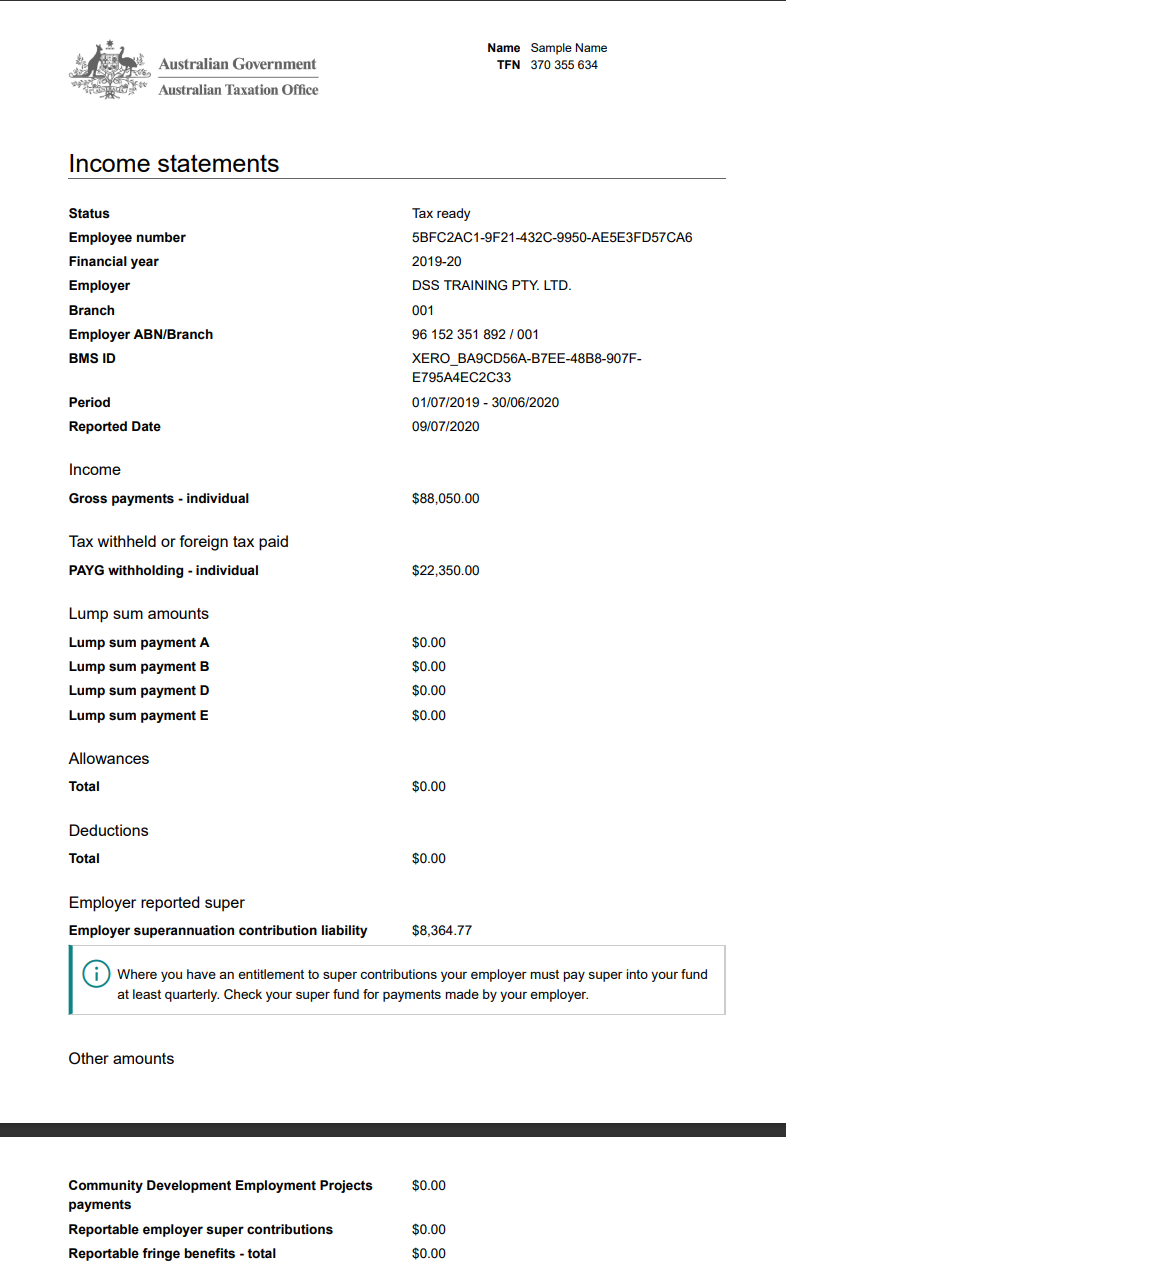 Australian Government
Australian Taxation Office
Name Sample Name
TFN 370 355 634
Income statements
Status Tax ready
Employee number 5BFC2AC1-9F21-432C-9950-AE5E3FD57CA6
Financial year 2019-20
Employer DSS TRAINING PTY. LTD.
Branch 001
Employer ABN/Branch 96 152 351 892 / 001
BMS ID XERO_BA9CD56A-B7EE-48B8-907F-
E795A4EC2C33
Period 01/07/2019 - 30/06/2020
Reported Date 09/07/2020
Income
Gross payments - individual $88,050.00
Tax withheld or foreign tax paid
PAYG withholding - individual $22,350.00
Lump sum amounts
Lump sum payment A $0.00
Lump sum payment B $0.00
Lump sum payment D $0.00
Lump sum payment E $0.00
Allowances
Total $0.00
Deductions
Total $0.00
Employer reported super
Employer superannuation contribution liability $8,364.77
Where you have an entitlement to super contributions your employer must pay super into your fund
at least quarterly. Check your super fund for payments made by your employer.
Other amounts
Community Development Employment Projects $0.00
payments
Reportable employer super contributions $0.00
Reportable fringe benefits - total $0.00